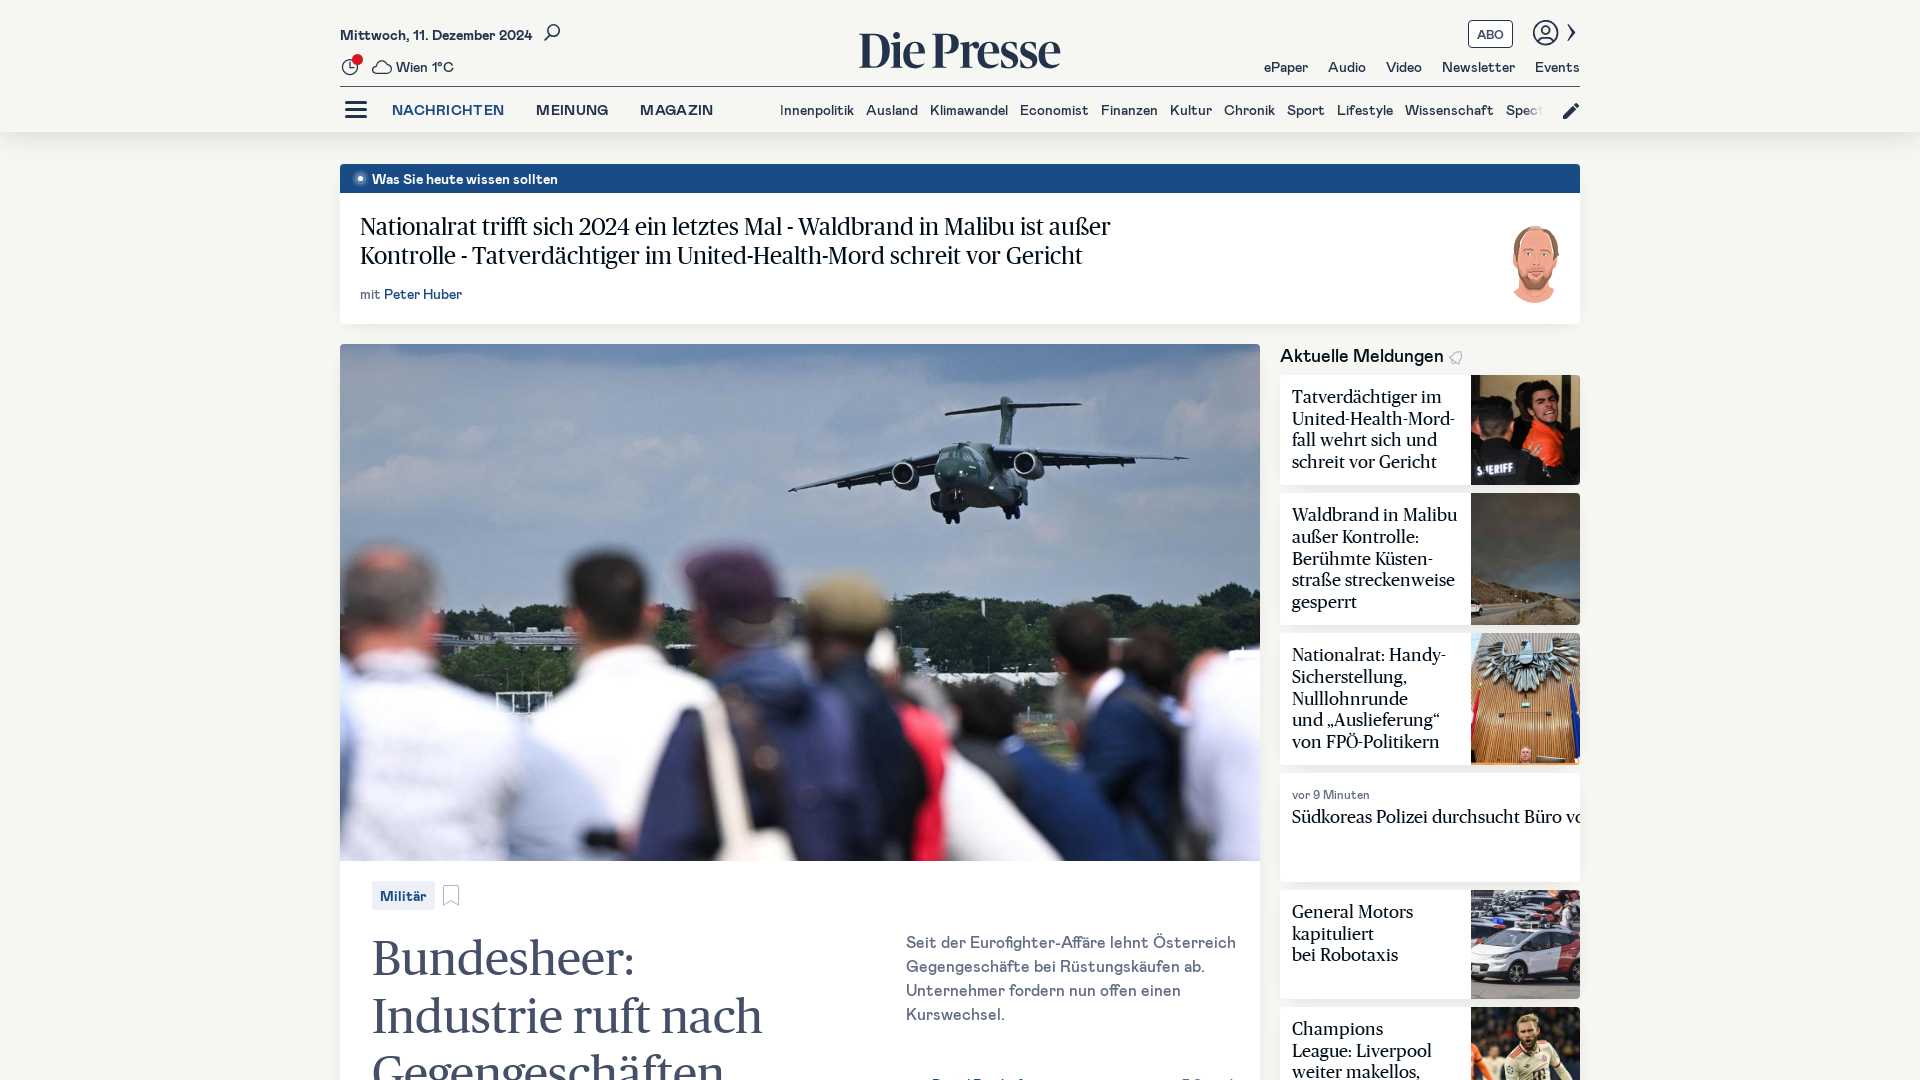 Mittwoch, 11. Dezember 2024
Die Presse
ABO
Wien 1°C
ePaper Audio Video Newsletter Events
NACHRICHTEN MEINUNG MAGAZIN
Innenpolitik Ausland Klimawandel Economist Finanzen Kultur Chronik Sport Lifestyle Wissenschaft Spect
Was Sie heute wissen sollten
Nationalrat trifft sich 2024 ein letztes Mal - Waldbrand in Malibu ist außer
Kontrolle - Tatverdächtiger im United-Health-Mord schreit vor Gericht
mit Peter Huber
Militär
Bundesheer:
Industrie ruft nach
Gegengeschäften
Seit der Eurofighter-Affäre lehnt Österreich
Gegengeschäfte bei Rüstungskäufen ab.
Unternehmer fordern nun offen einen
Kurswechsel.
Aktuelle Meldungen
Tatverdächtiger im
United-Health-Mord-
fall wehrt sich und
schreit vor Gericht
SHERIFF
Waldbrand in Malibu
außer Kontrolle:
Berühmte Küsten-
straße streckenweise
gesperrt
Nationalrat: Handy-
Sicherstellung,
Nulllohnrunde
und „Auslieferung“
von FPÖ-Politikern
vor 9 Minuten
Südkoreas Polizei durchsucht Büro vo
General Motors
kapituliert
bei Robotaxis
Champions
League: Liverpool
weiter makellos,